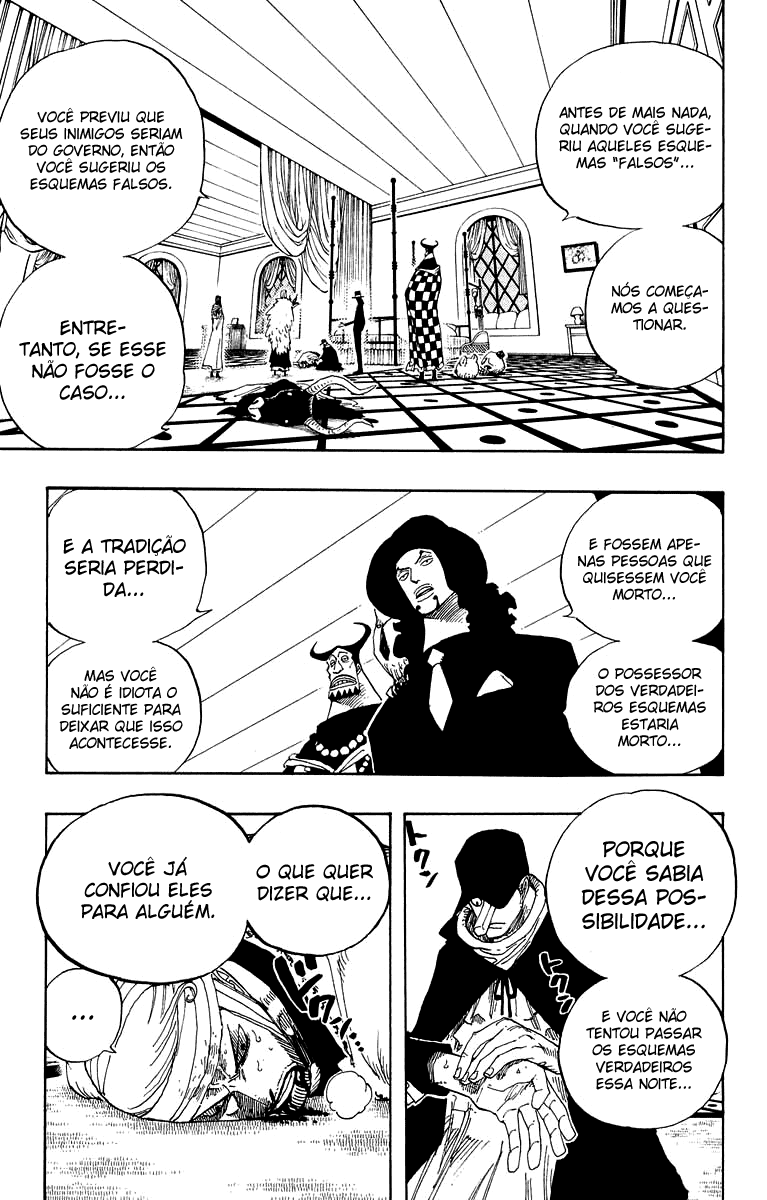 ANTES DE MAIS NADA,
QUANDO VOCÊ SUGE-
RIU AQUELES ESQUE-
MAS "FALSOS"...
NÓS COMEÇA-
MOS A QUES-
TIONAR.
VOCÊ PREVIU QUE
SEUS INIMIGOS SERIAM
DO GOVERNO, ENTÃO
VOCÊ SUGERIU OS
ESQUEMAS FALSOS.
ENTRE-
TANTO, SE ESSE
NÃO FOSSE O
CASO...
E FOSSEM APE-
NAS PESSOAS QUE
QUISESSEM VOCÊ
MORTO...
O POSSESSOR
DOS VERDADEI-
ROS ESQUEMAS
ESTARIA
MORTO...
E A TRADIÇÃO
SERIA PERDI-
DA...
MAS VOCÊ
NÃO É IDIOTA O
SUFICIENTE PARA
DEIXAR QUE ISSO
ACONTECESSE.
PORQUE
VOCÊ SABIA
DESSA POS-
SIBILIDADE...
E VOCÊ NÃO
TENTOU PASSAR
OS ESQUEMAS
VERDADEIROS
ESSA NOITE...
ドクン
O QUE QUER
DIZER QUE...
VOCÊ JÁ
CONFIOU ELES
PARA ALGUÉM.
...